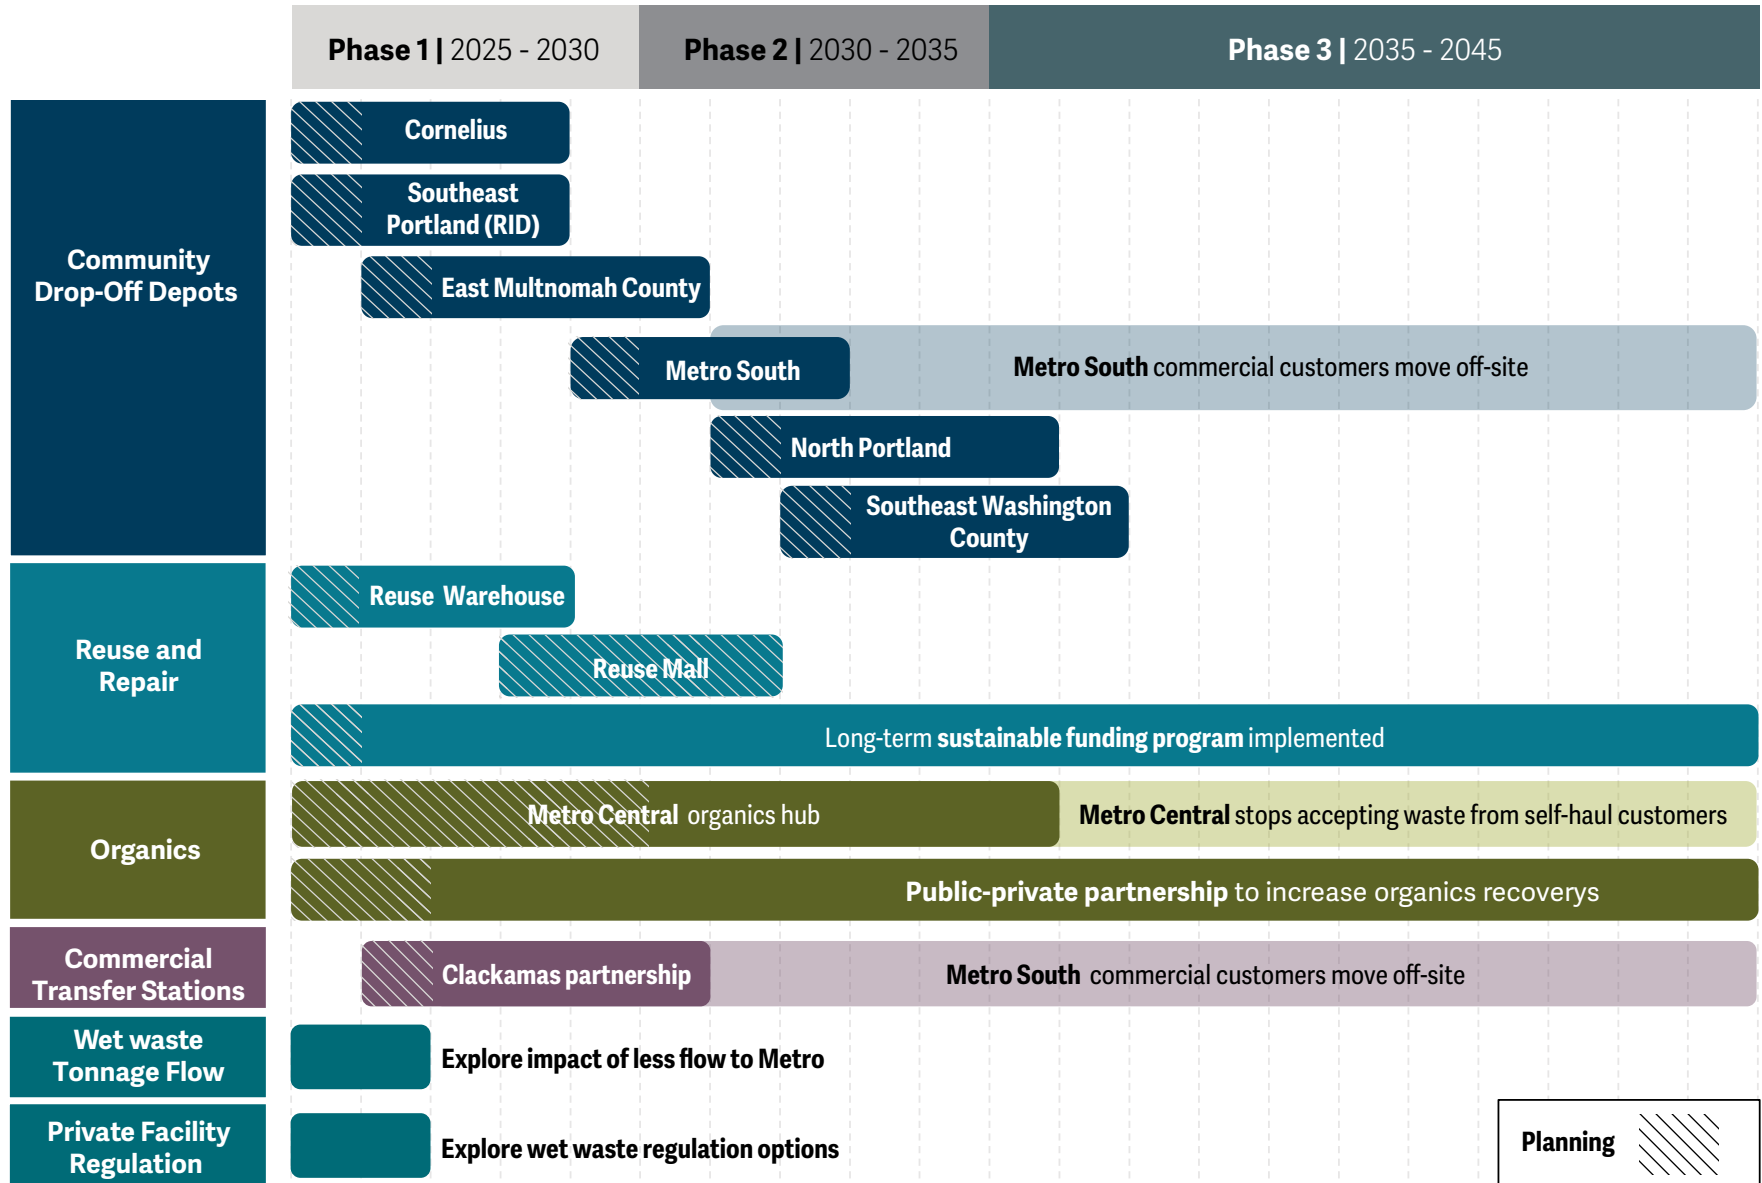 Phase 1 | 2025 - 2030
Phase 2 | 2030 - 2035
Phase 3 | 2035 - 2045
Community
Drop-Off Depots
Cornelius
Southeast
Portland (RID)
East Multnomah County
Metro South
Metro South commercial customers move off-site
North Portland
Southeast Washington
County
Reuse and
Repair
Reuse Warehouse
Reuse Mall
Long-term sustainable funding program implemented
Organics
Metro Central organics hub
Metro Central stops accepting waste from self-haul customers
Public-private partnership to increase organics recoverys
Commercial
Transfer Stations
Clackamas partnership
Metro South commercial customers move off-site
Wet waste
Tonnage Flow
Explore impact of less flow to Metro
Private Facility
Regulation
Explore wet waste regulation options
Planning